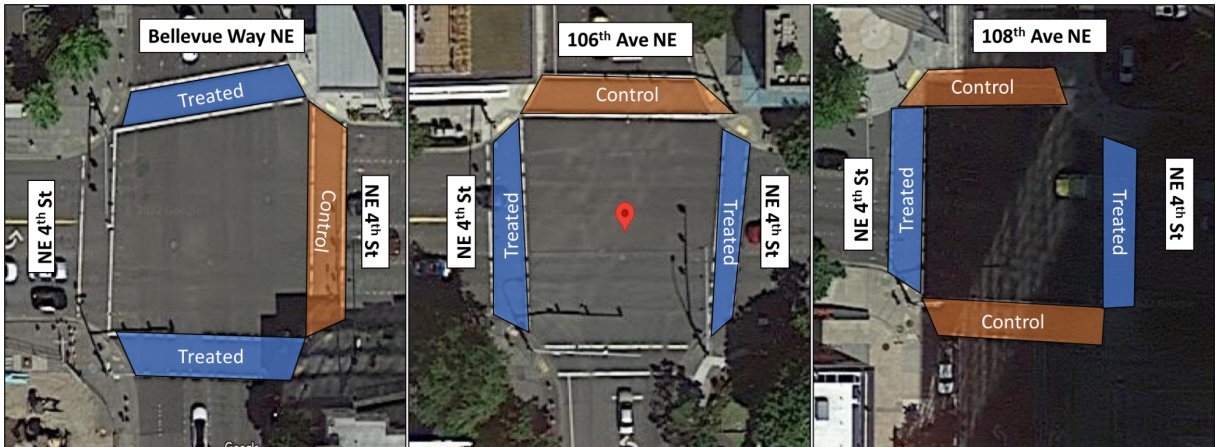 Bellevue Way NE
Treated
Control
NE 4th St
NE 4th St
Treated
Google
106th Ave NE
Control
Treated
Treated
NE 4th St
NE 4th St
108th Ave NE
Control
Treated
Treated
NE 4th St
NE 4th St
Control